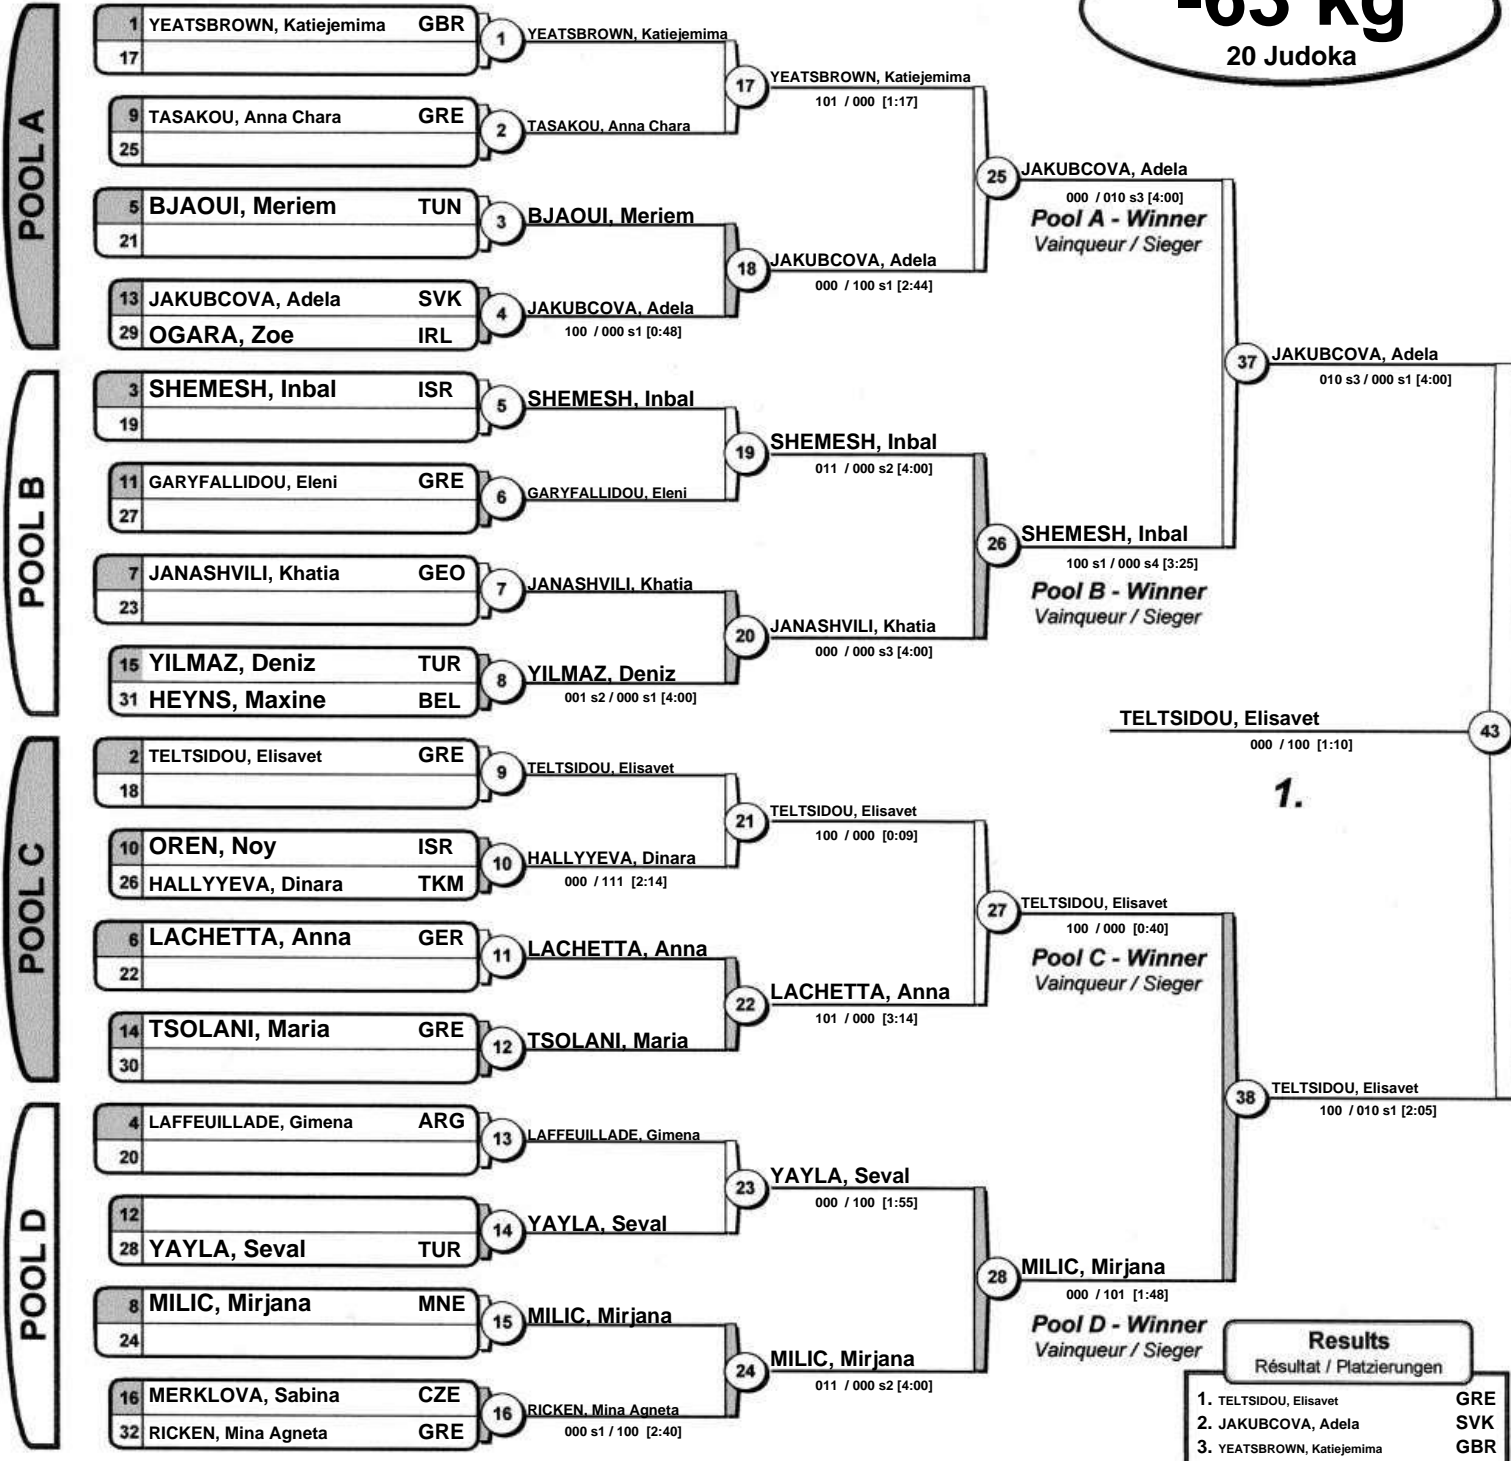 -63 kg
20 Judoka
POOL A
1 YEATSBROWN, Katiejemima GBR
17
9 TASAKOU, Anna Chara GRE
25
5 BJAOUI, Meriem TUN
21
13 JAKUBCOVA, Adela SVK
29 OGARA, Zoe IRL
POOL B
3 SHEMESH, Inbal ISR
19
11 GARYFALLIDOU, Eleni GRE
27
7 JANASHVILI, Khatia GEO
23
15 YILMAZ, Deniz TUR
31 HEYNS, Maxine BEL
POOL C
2 TELTSIDOU, Elisavet GRE
18
10 OREN, Noy ISR
26 HALLYYEVA, Dinara TKM
6 LACHETTA, Anna GER
22
14 TSOLANI, Maria GRE
30
POOL D
4 LAFFEUILLADE, Gimena ARG
20
12
28 YAYLA, Seval TUR
8 MILIC, Mirjana MNE
24
16 MERKLOVA, Sabina CZE
32 RICKEN, Mina Agneta GRE
1 YEATSBROWN, Katiejemima
2 TASAKOU, Anna Chara
3 BJAOUI, Meriem
4 JAKUBCOVA, Adela
100 / 000 s1 [0:48]
5 SHEMESH, Inbal
6 GARYFALLIDOU, Eleni
7 JANASHVILI, Khatia
8 YILMAZ, Deniz
001 s2 / 000 s1 [4:00]
9 TELTSIDOU, Elisavet
10 HALLYYEVA, Dinara
000 / 111 [2:14]
11 LACHETTA, Anna
12 TSOLANI, Maria
13 LAFFEUILLADE, Gimena
14 YAYLA, Seval
15 MILIC, Mirjana
16 RICKEN, Mina Agneta
000 s1 / 100 [2:40]
17 YEATSBROWN, Katiejemima
101 / 000 [1:17]
18 JAKUBCOVA, Adela
000 / 100 s1 [2:44]
19 SHEMESH, Inbal
011 / 000 s2 [4:00]
20 JANASHVILI, Khatia
000 / 000 s3 [4:00]
21 TELTSIDOU, Elisavet
100 / 000 [0:09]
22 LACHETTA, Anna
101 / 000 [3:14]
23 YAYLA, Seval
000 / 100 [1:55]
24 MILIC, Mirjana
011 / 000 s2 [4:00]
25 JAKUBCOVA, Adela
000 / 010 s3 [4:00]
Pool A - Winner
Vainqueur / Sieger
26 SHEMESH, Inbal
100 s1 / 000 s4 [3:25]
Pool B - Winner
Vainqueur / Sieger
27 TELTSIDOU, Elisavet
100 / 000 [0:40]
Pool C - Winner
Vainqueur / Sieger
28 MILIC, Mirjana
000 / 101 [1:48]
Pool D - Winner
Vainqueur / Sieger
37 JAKUBCOVA, Adela
010 s3 / 000 s1 [4:00]
38 TELTSIDOU, Elisavet
100 / 010 s1 [2:05]
TELTSIDOU, Elisavet 43
000 / 100 [1:10]
1.
Results
Résultat / Platzierungen
1. TELTSIDOU, Elisavet GRE
2. JAKUBCOVA, Adela SVK
3. YEATSBROWN, Katiejemima GBR